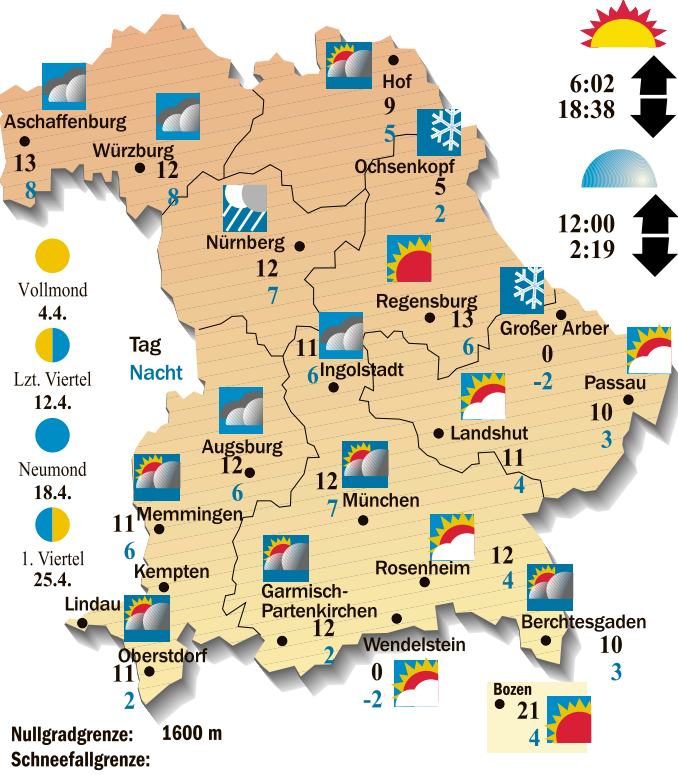 Hof
9
5
6:02
18:38
Aschaffenburg
13
8
Würzburg
12
8
Ochsenkopf
5
2
12:00
2:19
Nürnberg
12
7
Vollmond
4.4.
Regensburg
13
6
Großer Arber
0
-2
Tag
Nacht
11
6
Ingolstadt
Lzt. Viertel
12.4.
Passau
10
3
Landshut
11
4
Augsburg
12
6
Neumond
18.4.
12
7
München
Memmingen
11
6
1. Viertel
25.4.
Kempten
Rosenheim
12
4
Garmisch-
Partenkirchen
12
2
Lindau
Berchtesgaden
10
3
Wendelstein
0
-2
Oberstdorf
11
2
Bozen
21
4
Nullgradgrenze: 1600 m
Schneefallgrenze: